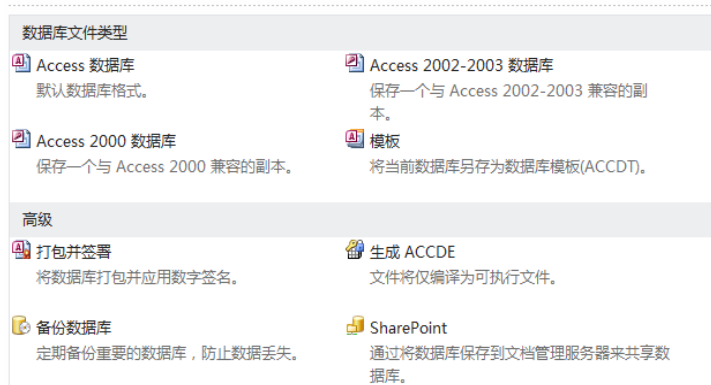 数据库文件类型
Access 数据库
默认数据库格式。
Access 2002-2003 数据库
保存一个与 Access 2002-2003 兼容的副
本。
Access 2000 数据库
保存一个与 Access 2000 兼容的副本。
模板
将当前数据库另存为数据库模板(ACCDT)。
高级
打包并签署
将数据库打包并应用数字签名。
生成 ACCDE
文件将仅编译为可执行文件。
备份数据库
定期备份重要的数据库，防止数据丢失。
SharePoint
通过将数据库保存到文档管理服务器来共享数
据库。